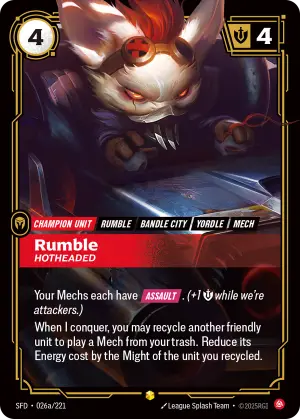 4
4
CHAMPION UNIT RUMBLE BANDLE CITY YORDLE MECH
Rumble
HOTHEADED
Your Mechs each have ASSAULT. (+1 while we're
attackers.)
When I conquer, you may recycle another friendly
unit to play a Mech from your trash. Reduce its
Energy cost by the Might of the unit you recycled.
SFD • 026a/221
League Splash Team
©2025RGI